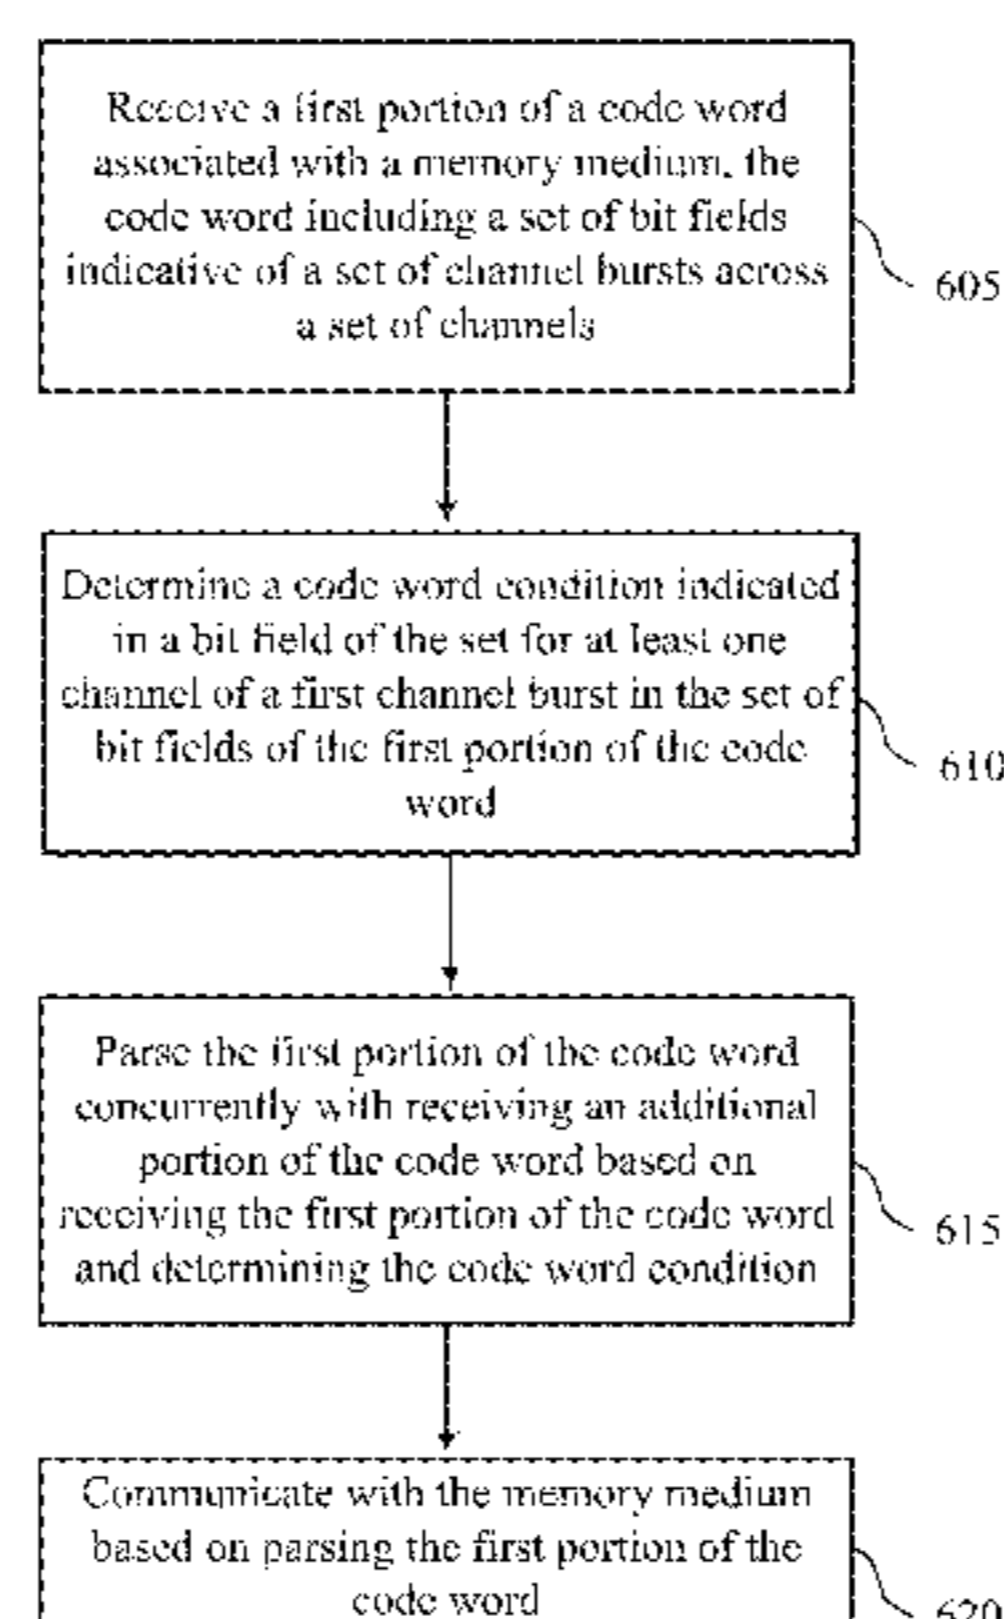 Receive a first portion of a code word
associated with a memory medium, the
code word including a set of bit fields
indicative of a set of channel bursts across
a set of channels
605
Determine a code word condition indicated
in a bit field of the set for at least one
channel of a first channel burst in the set of
bit fields of the first portion of the code
word
610
Parse the first portion of the code word
concurrently with receiving an additional
portion of the code word based on
receiving the first portion of the code word
and determining the code word condition
615
Communicate with the memory medium
based on parsing the first portion of the
code word
620